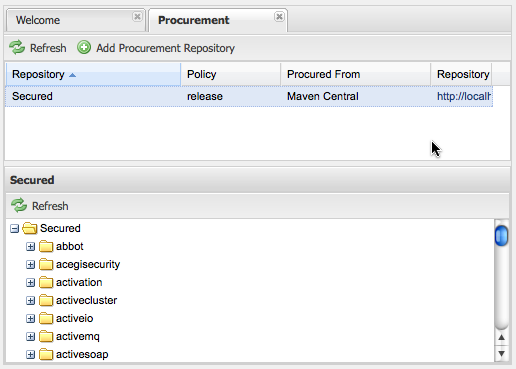 Welcome Procurement
Refresh Add Procurement Repository
Repository Policy Procured From Repository
Secured release Maven Central http://localh
Secured
Refresh
Secured
abbot
acegisecurity
activation
activecluster
activeio
activemq
activesoap